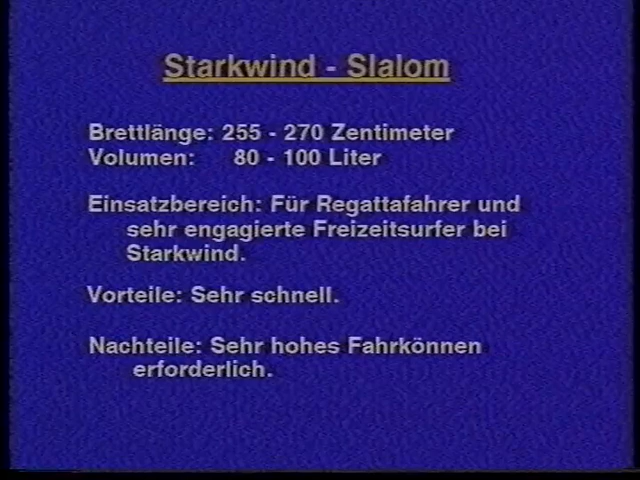 Starkwind - Slalom
Brettlänge: 255 - 270 Zentimeter
Volumen: 80 - 100 Liter
Einsatzbereich: Für Regattafahrer und
sehr engagierte Freizeitsurfer bei
Starkwind.
Vorteile: Sehr schnell.
Nachteile: Sehr hohes Fahrkönnen
erforderlich.